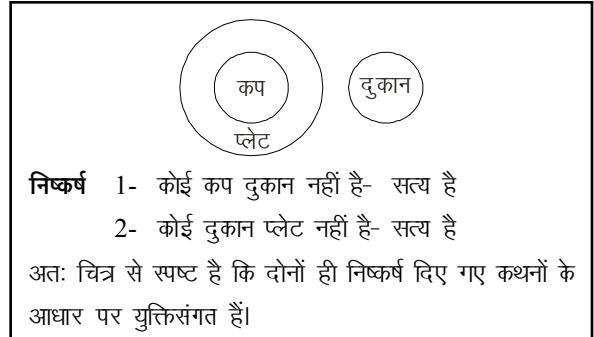 कप
दुकान
प्लेट
निष्कर्ष 1- कोई कप दुकान नहीं है- सत्य है
2- कोई दुकान प्लेट नहीं है- सत्य है
अतः चित्र से स्पष्ट है कि दोनों ही निष्कर्ष दिए गए कथनों के
आधार पर युक्तिसंगत हैं।